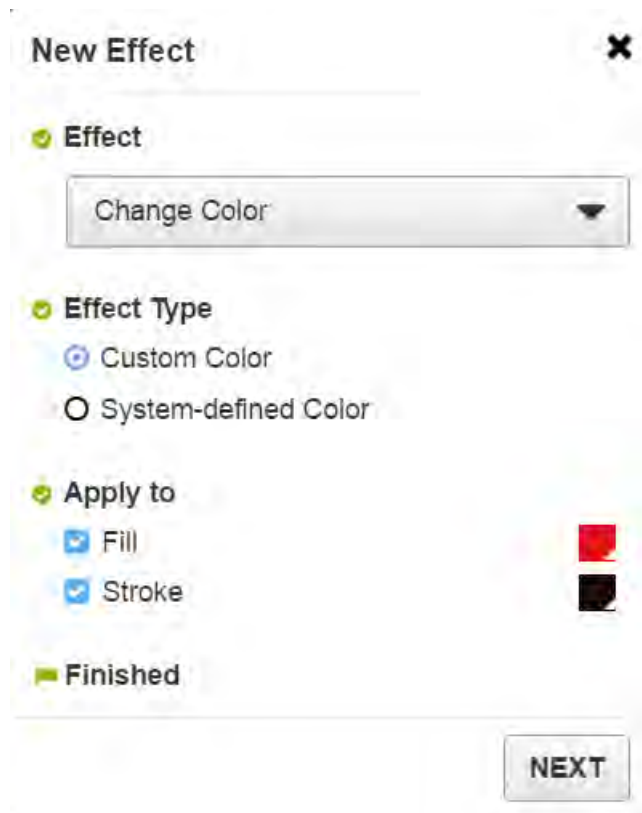 New Effect
Effect
Change Color
Effect Type
Custom Color
System-defined Color
Apply to
Fill
Stroke
Finished
NEXT